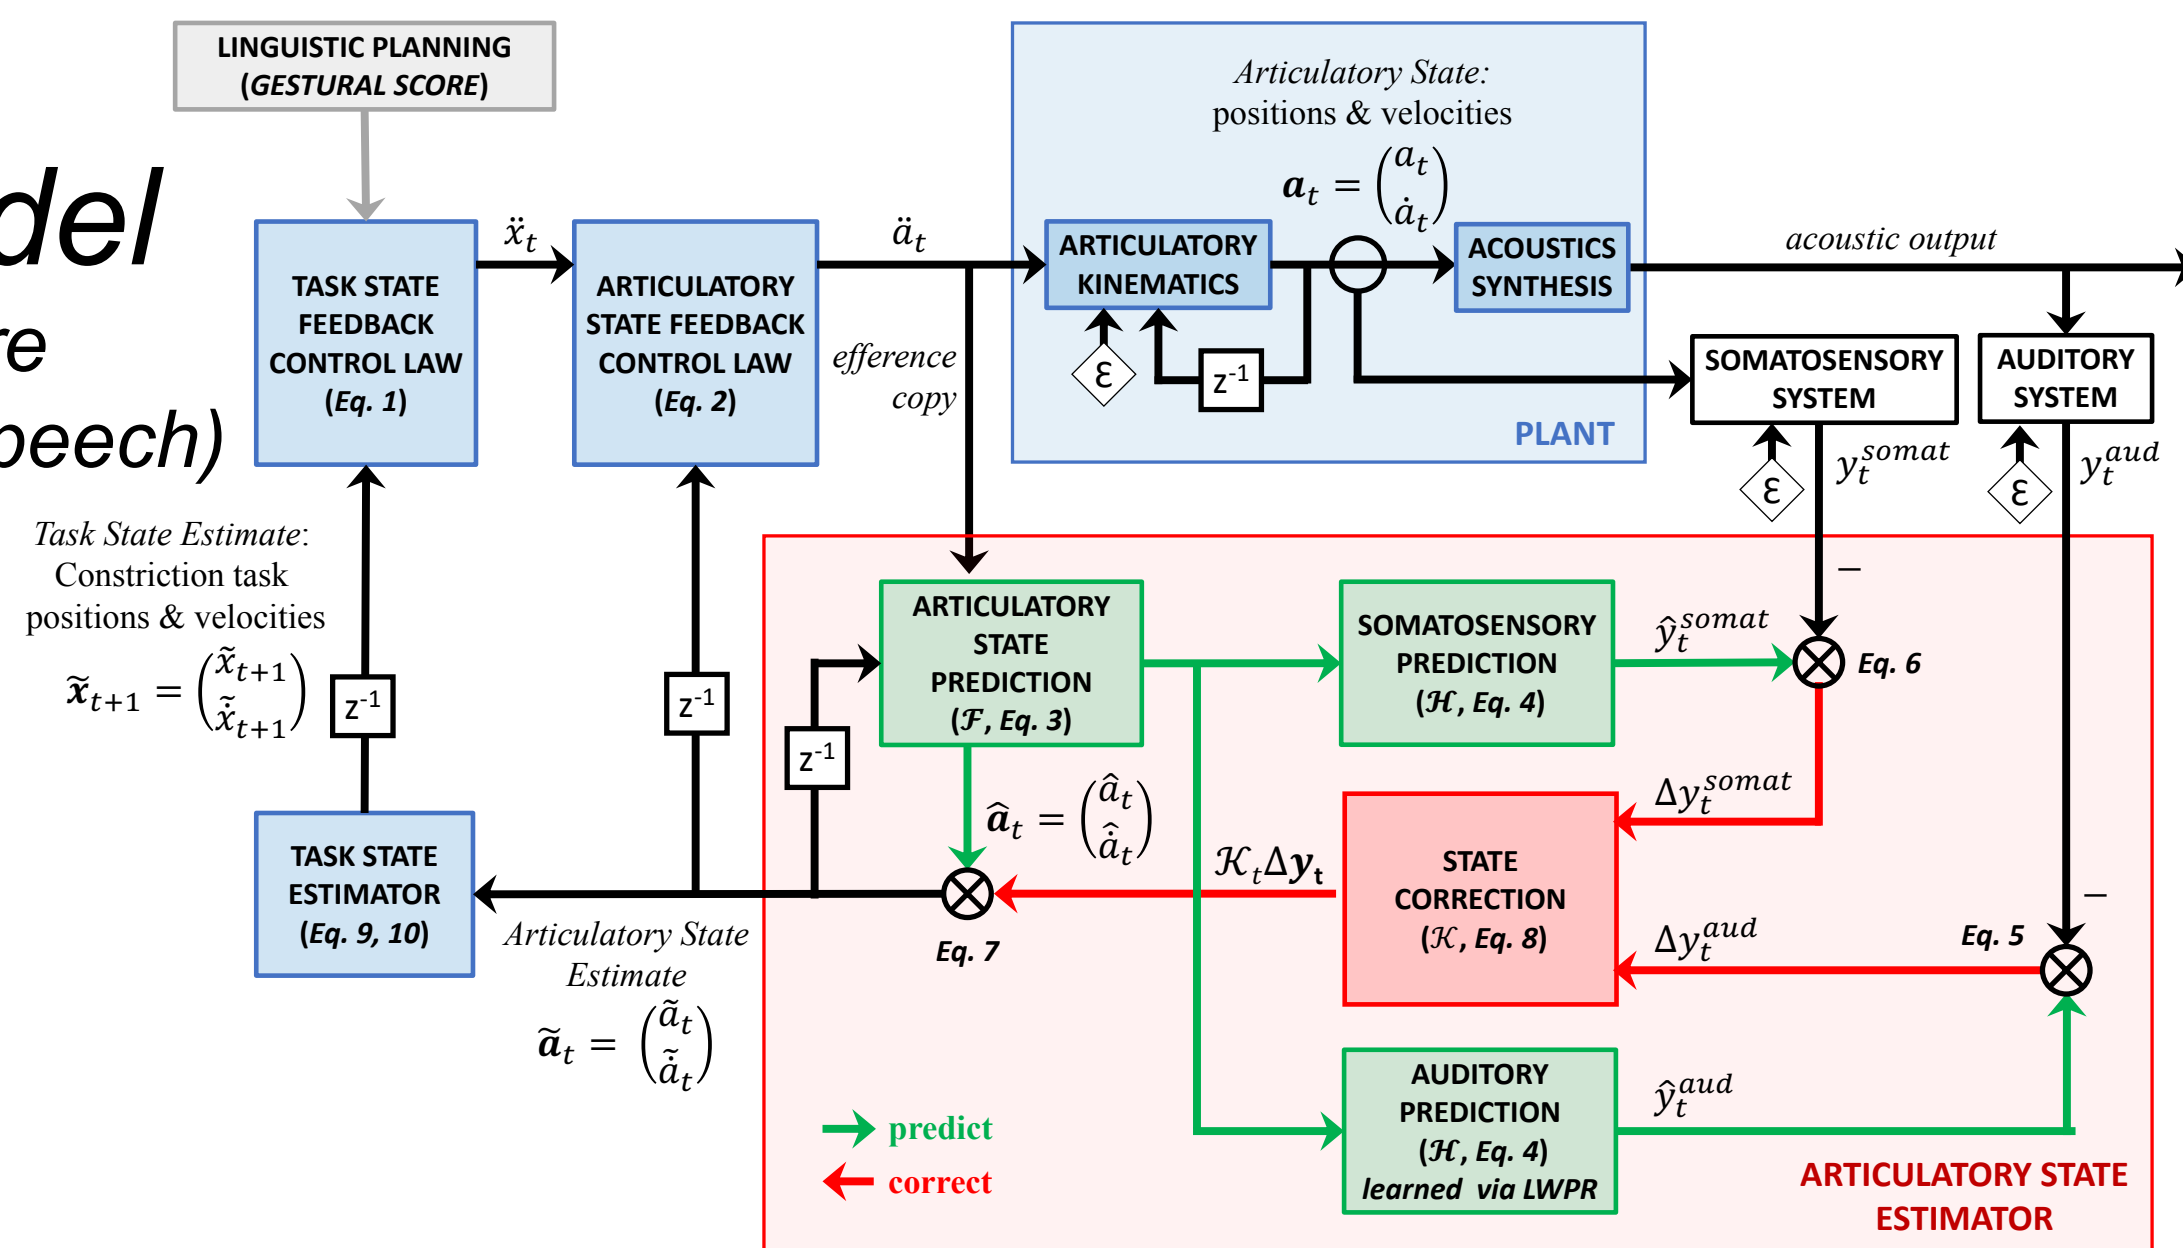 LINGUISTIC PLANNING
(GESTURAL SCORE)
del
re
peech)
TASK STATE
FEEDBACK
CONTROL LAW
(Eq. 1)
ẍ_t
ARTICULATORY
STATE FEEDBACK
CONTROL LAW
(Eq. 2)
ä_t
efference
copy
Articulatory State:
positions & velocities
𝒂_t = (a_t
ȧ_t)
ARTICULATORY
KINEMATICS
ε
z⁻¹
ACOUSTICS
SYNTHESIS
PLANT
acoustic output
SOMATOSENSORY
SYSTEM
ε
y_t^somat
AUDITORY
SYSTEM
ε
y_t^aud
Task State Estimate:
Constriction task
positions & velocities
𝒙̃_{t+1} = (x̃_{t+1}
ẋ̃_{t+1})
z⁻¹
z⁻¹
z⁻¹
TASK STATE
ESTIMATOR
(Eq. 9, 10)
Articulatory State
Estimate
𝒂̃_t = (ã_t
ȧ̃_t)
ARTICULATORY
STATE
PREDICTION
(ℱ, Eq. 3)
𝒂̂_t = (â_t
ȧ̂_t)
Eq. 7
SOMATOSENSORY
PREDICTION
(ℋ, Eq. 4)
ŷ_t^somat
–
Eq. 6
Δy_t^somat
𝒦_tΔ𝒚_t
STATE
CORRECTION
(𝒦, Eq. 8)
Δy_t^aud
–
Eq. 5
AUDITORY
PREDICTION
(ℋ, Eq. 4)
learned via LWPR
ŷ_t^aud
predict
correct
ARTICULATORY STATE
ESTIMATOR